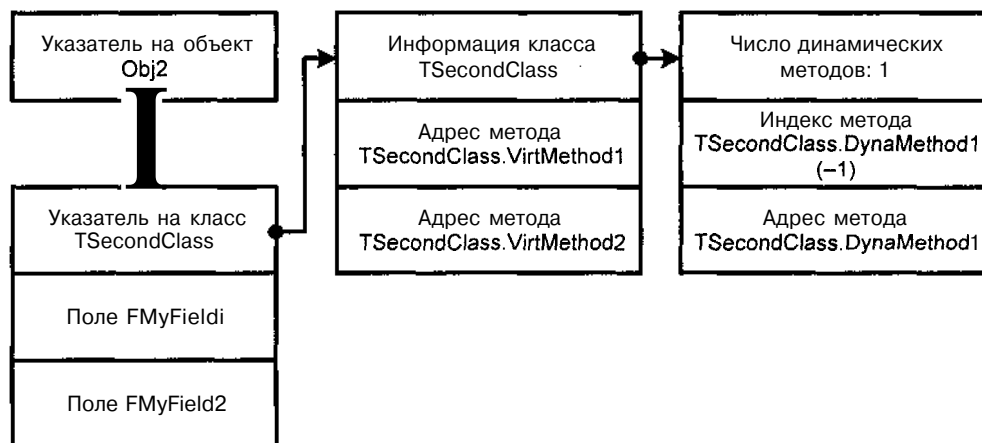 Указатель на объект
Obj2
Указатель на класс
TSecondClass
Поле FMyFieldi
Поле FMyField2
Информация класса
TSecondClass
Адрес метода
TSecondClass.VirtMethod1
Адрес метода
TSecondClass.VirtMethod2
Число динамических
методов: 1
Индекс метода
TSecondClass.DynaMethod1
(–1)
Адрес метода
TSecondClass.DynaMethod1